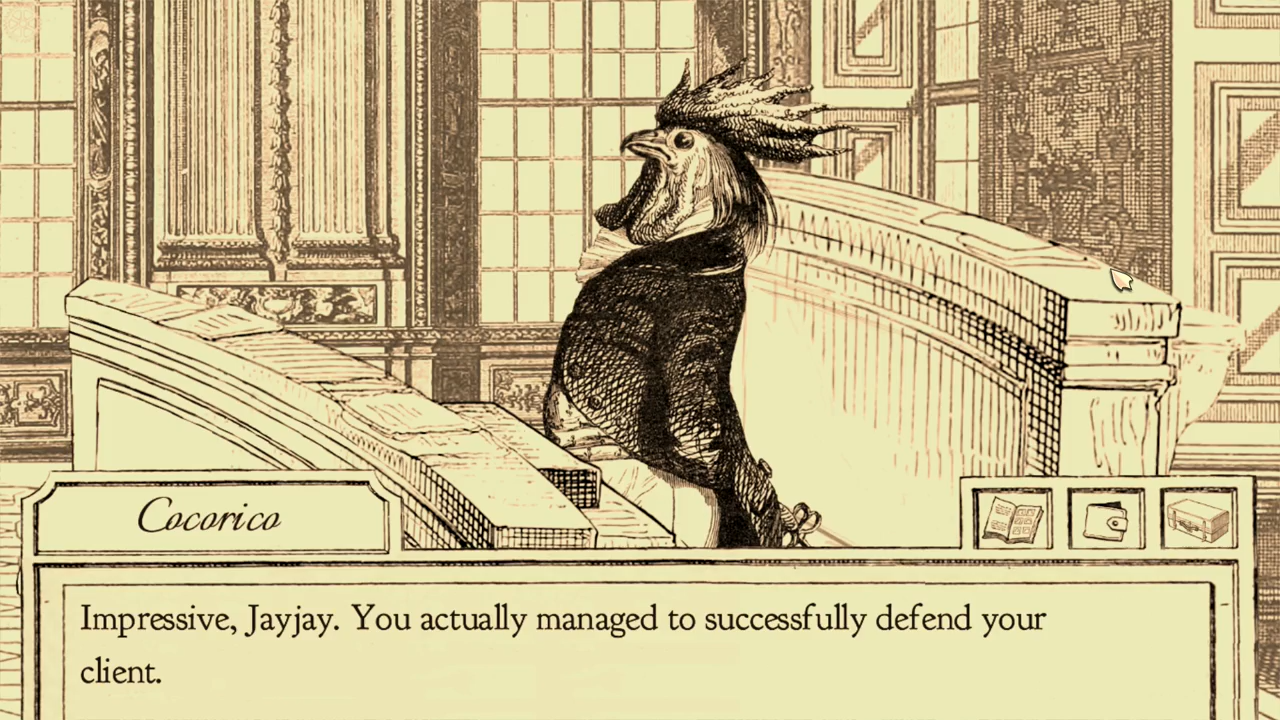 Cocorico
Impressive, Jayjay. You actually managed to successfully defend your
client.